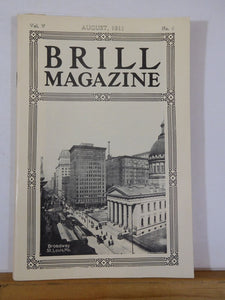 Vol. V AUGUST, 1911 No. 8
BRILL
MAGAZINE
Broadway
St. Louis, Mo.